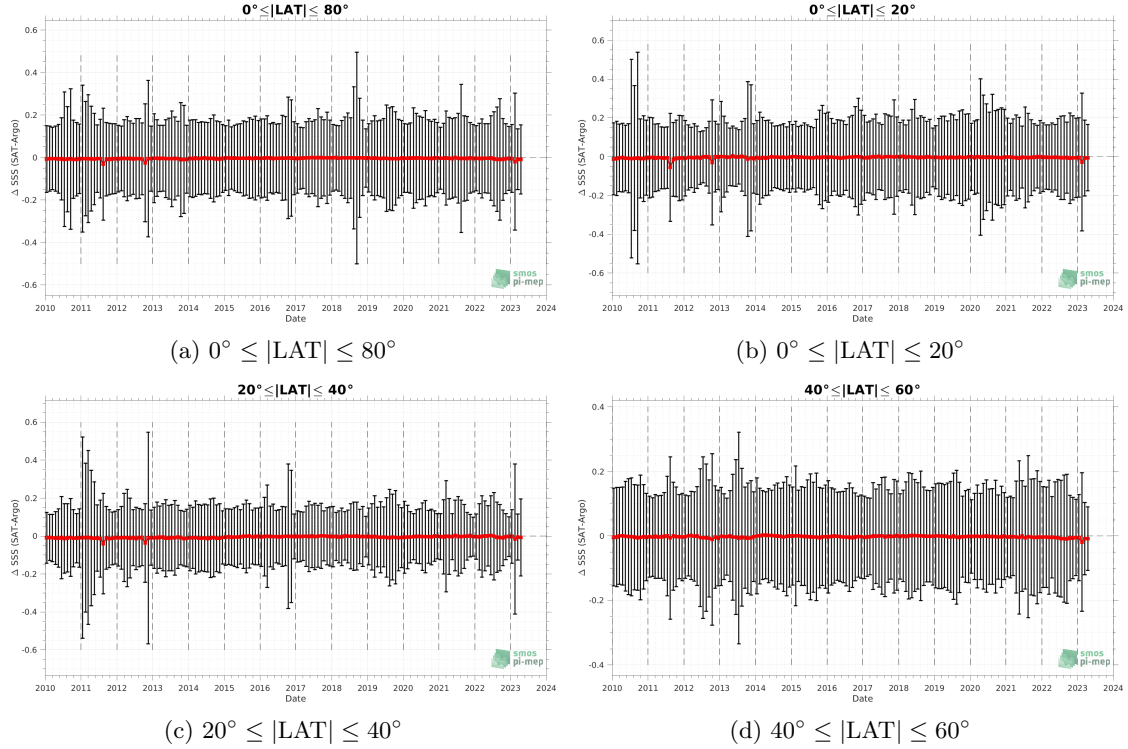 0°≤|LAT|≤ 80°
0.6
0.4
0.2
0
-0.2
-0.4
-0.6
Δ SSS (SAT-Argo)
2010 2011 2012 2013 2014 2015 2016 2017 2018 2019 2020 2021 2022 2023 2024
Date
smos
pi-mep
(a) 0° ≤ |LAT| ≤ 80°
0°≤|LAT|≤ 20°
0.6
0.4
0.2
0
-0.2
-0.4
-0.6
Δ SSS (SAT-Argo)
2010 2011 2012 2013 2014 2015 2016 2017 2018 2019 2020 2021 2022 2023 2024
Date
smos
pi-mep
(b) 0° ≤ |LAT| ≤ 20°
20°≤|LAT|≤ 40°
0.6
0.4
0.2
0
-0.2
-0.4
-0.6
Δ SSS (SAT-Argo)
2010 2011 2012 2013 2014 2015 2016 2017 2018 2019 2020 2021 2022 2023 2024
Date
smos
pi-mep
(c) 20° ≤ |LAT| ≤ 40°
40°≤|LAT|≤ 60°
0.4
0.2
0
-0.2
-0.4
Δ SSS (SAT-Argo)
2010 2011 2012 2013 2014 2015 2016 2017 2018 2019 2020 2021 2022 2023 2024
Date
smos
pi-mep
(d) 40° ≤ |LAT| ≤ 60°